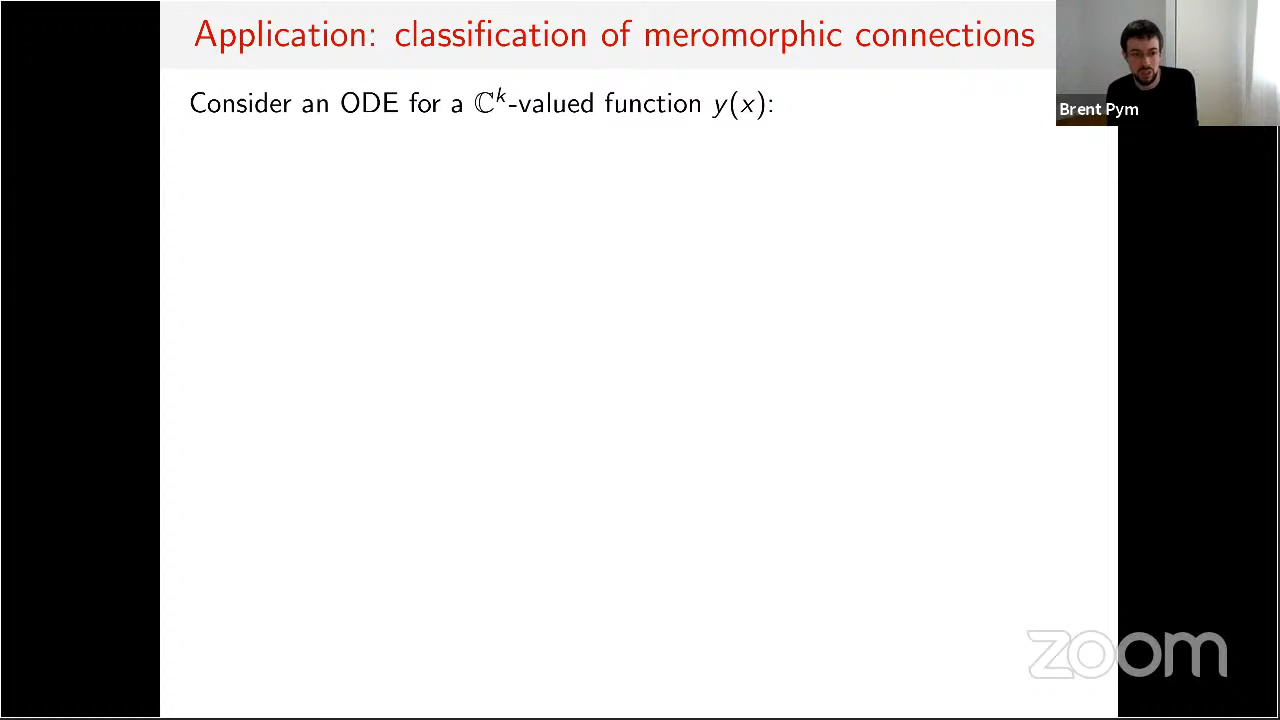 Application: classification of meromorphic connections
Consider an ODE for a ℂᵏ-valued function y(x):
Brent Pym
zoom